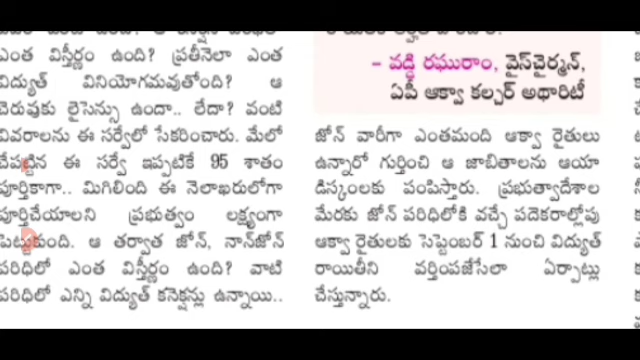 ఎంత విస్తీర్ణం ఉంది? ప్రతీనెలా ఎంత
విద్యుత్ వినియోగమవుతోంది? ఆ
చెరువుకు లైసెన్సు ఉందా.. లేదా? వంటి
వివరాలను ఈ సర్వేలో సేకరించారు. మేలో
చేపట్టిన ఈ సర్వే ఇప్పటికే 95 శాతం
పూర్తికాగా.. మిగిలింది ఈ నెలాఖరులోగా
పూర్తిచేయాలని ప్రభుత్వం లక్ష్యంగా
పెట్టుకుంది. ఆ తర్వాత జోన్, నాన్‌జోన్
పరిధిలో ఎంత విస్తీర్ణం ఉంది? వాటి
పరిధిలో ఎన్ని విద్యుత్ కనెక్షన్లు ఉన్నాయి..
– వడ్డి రఘురాం, వైస్‌చైర్మన్,
ఏపీ ఆక్వా కల్చర్ అథారిటీ
జోన్ వారీగా ఎంతమంది ఆక్వా రైతులు
ఉన్నారో గుర్తించి ఆ జాబితాలను ఆయా
డిస్కంలకు పంపిస్తారు. ప్రభుత్వాదేశాల
మేరకు జోన్ పరిధిలోకి వచ్చే పదెకరాల్లోపు
ఆక్వా రైతులకు సెప్టెంబర్ 1 నుంచి విద్యుత్
రాయితీని వర్తింపజేసేలా ఏర్పాట్లు
చేస్తున్నారు.